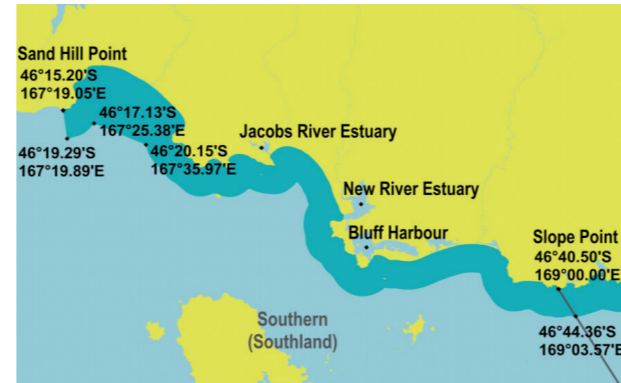 Sand Hill Point
46°15.20'S
167°19.05'E
46°17.13'S
167°25.38'E
46°19.29'S
167°19.89'E
46°20.15'S
167°35.97'E
Jacobs River Estuary
New River Estuary
Bluff Harbour
Slope Point
46°40.50'S
169°00.00'E
46°44.36'S
169°03.57'E
Southern
(Southland)